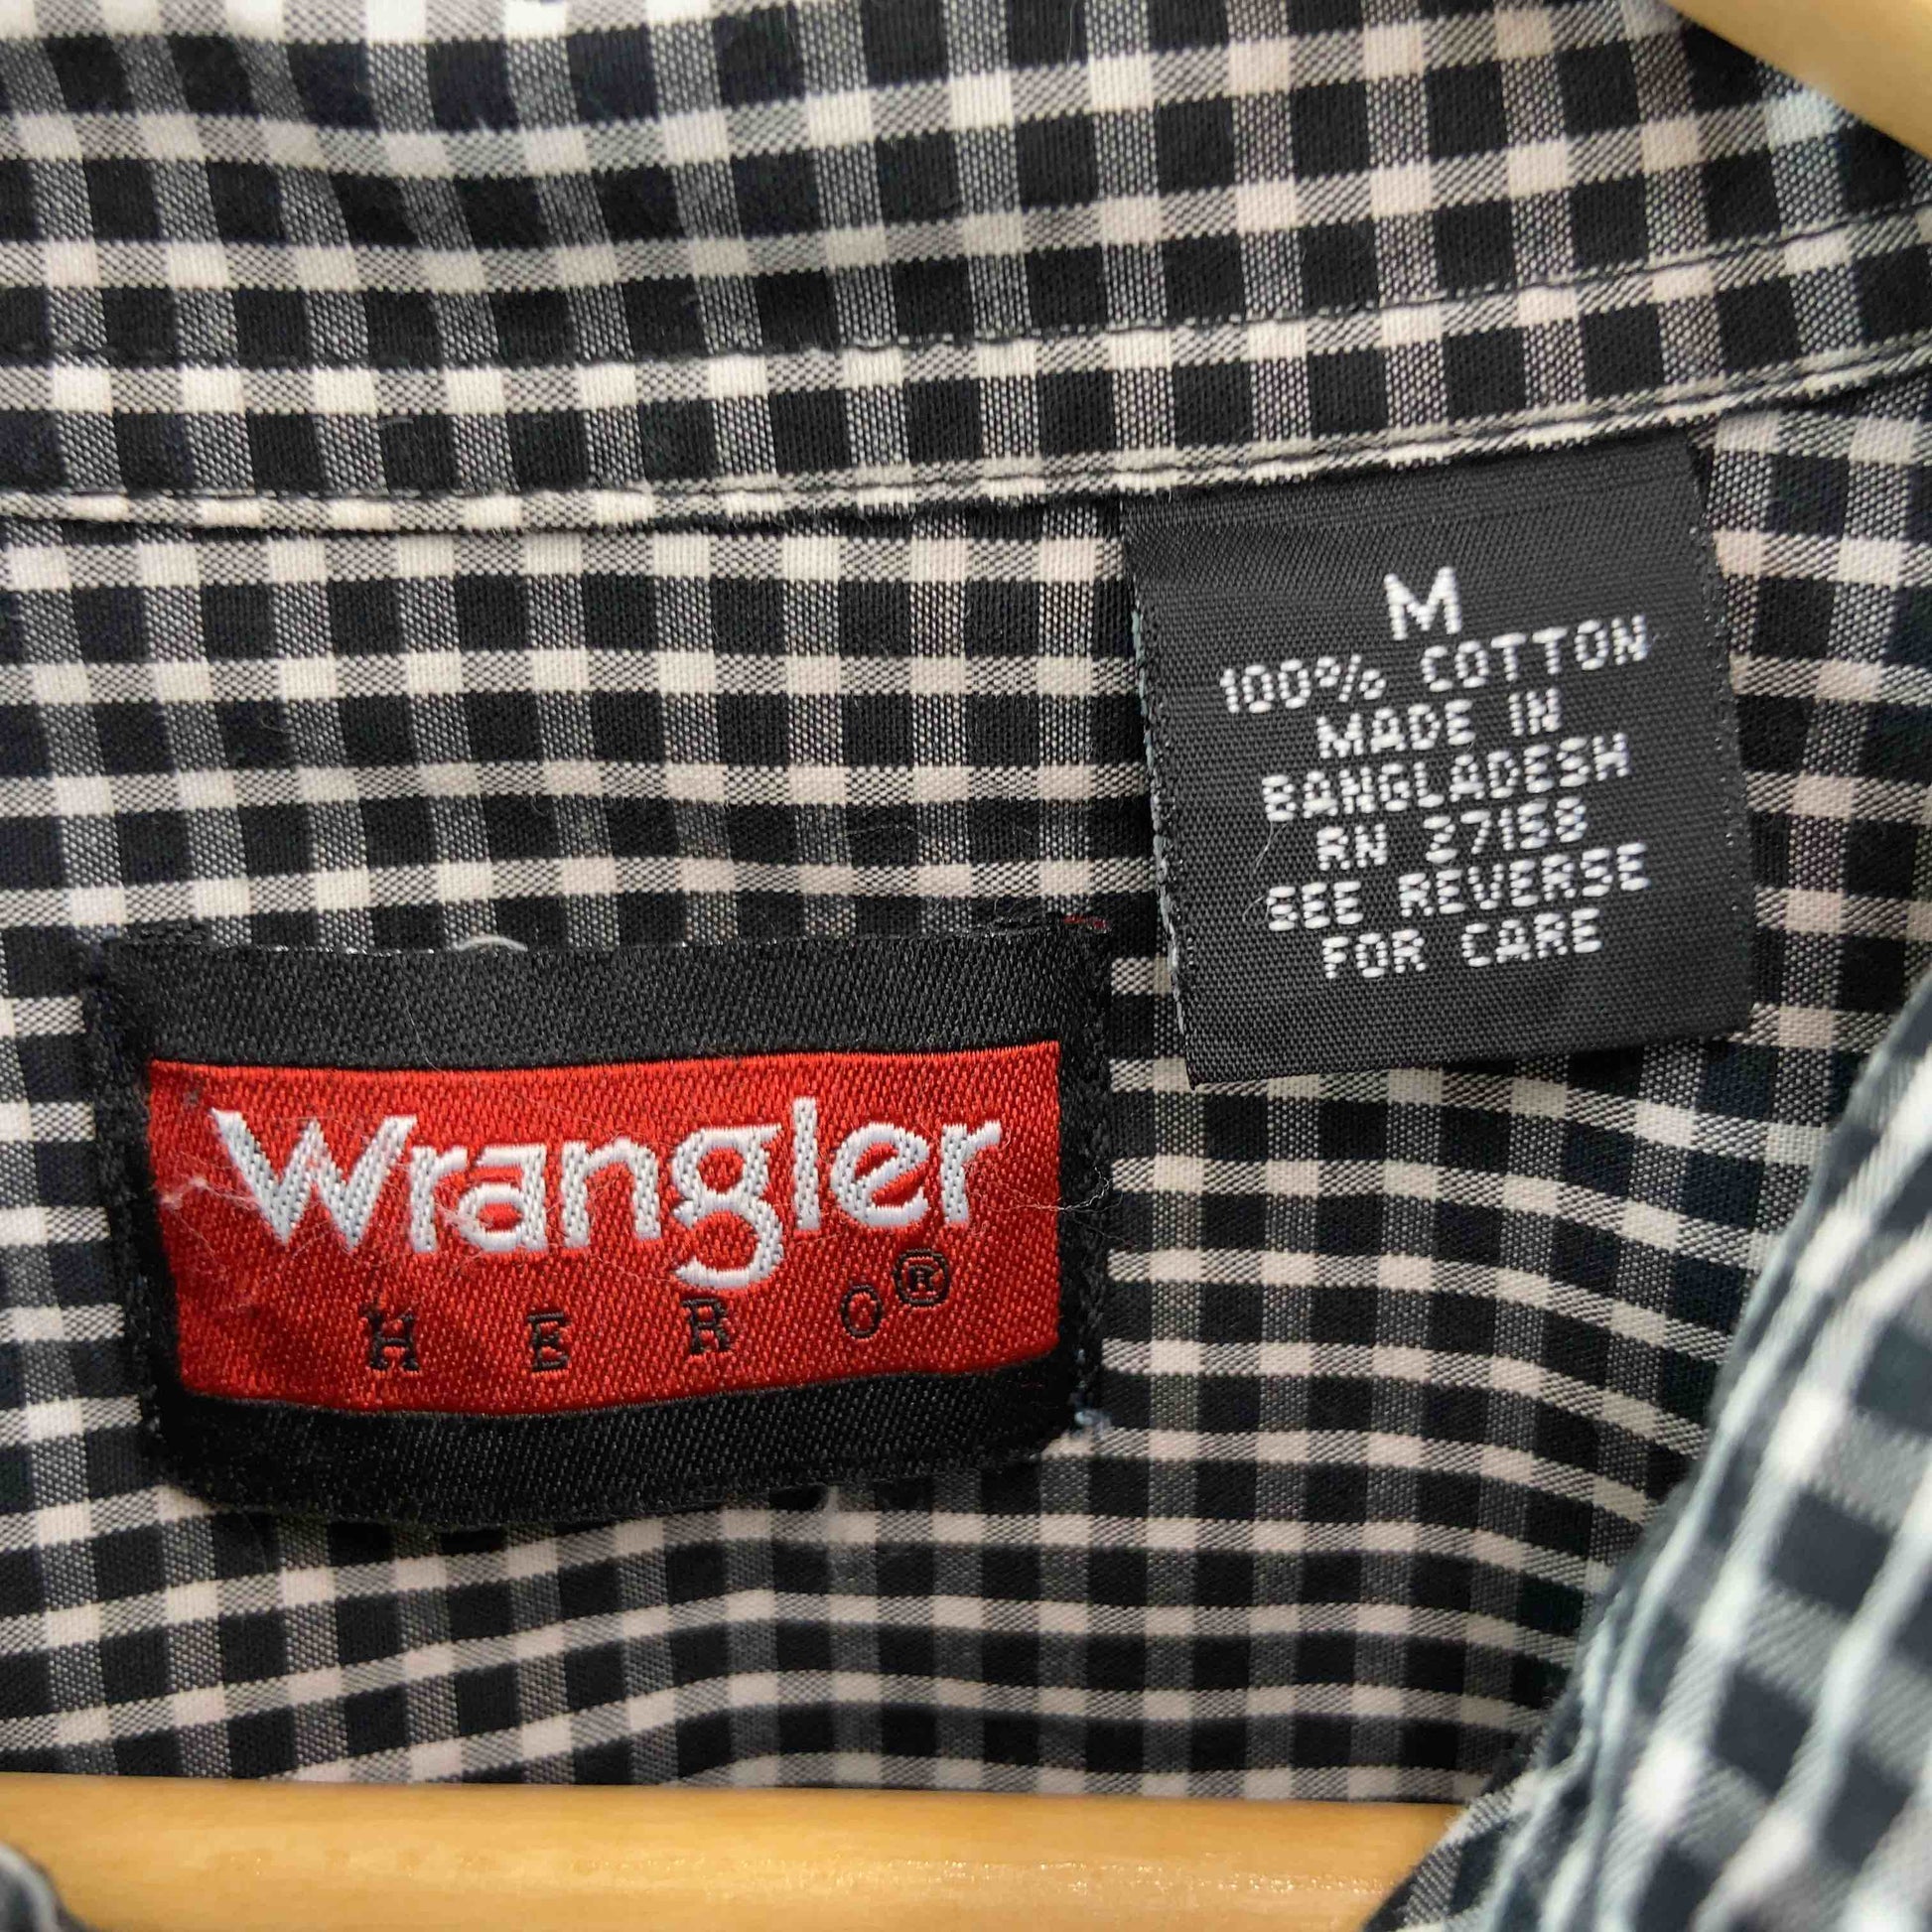 M
100% COTTON
MADE IN
BANGLADESH
RN 27158
SEE REVERSE
FOR CARE
Wrangler
HERO®